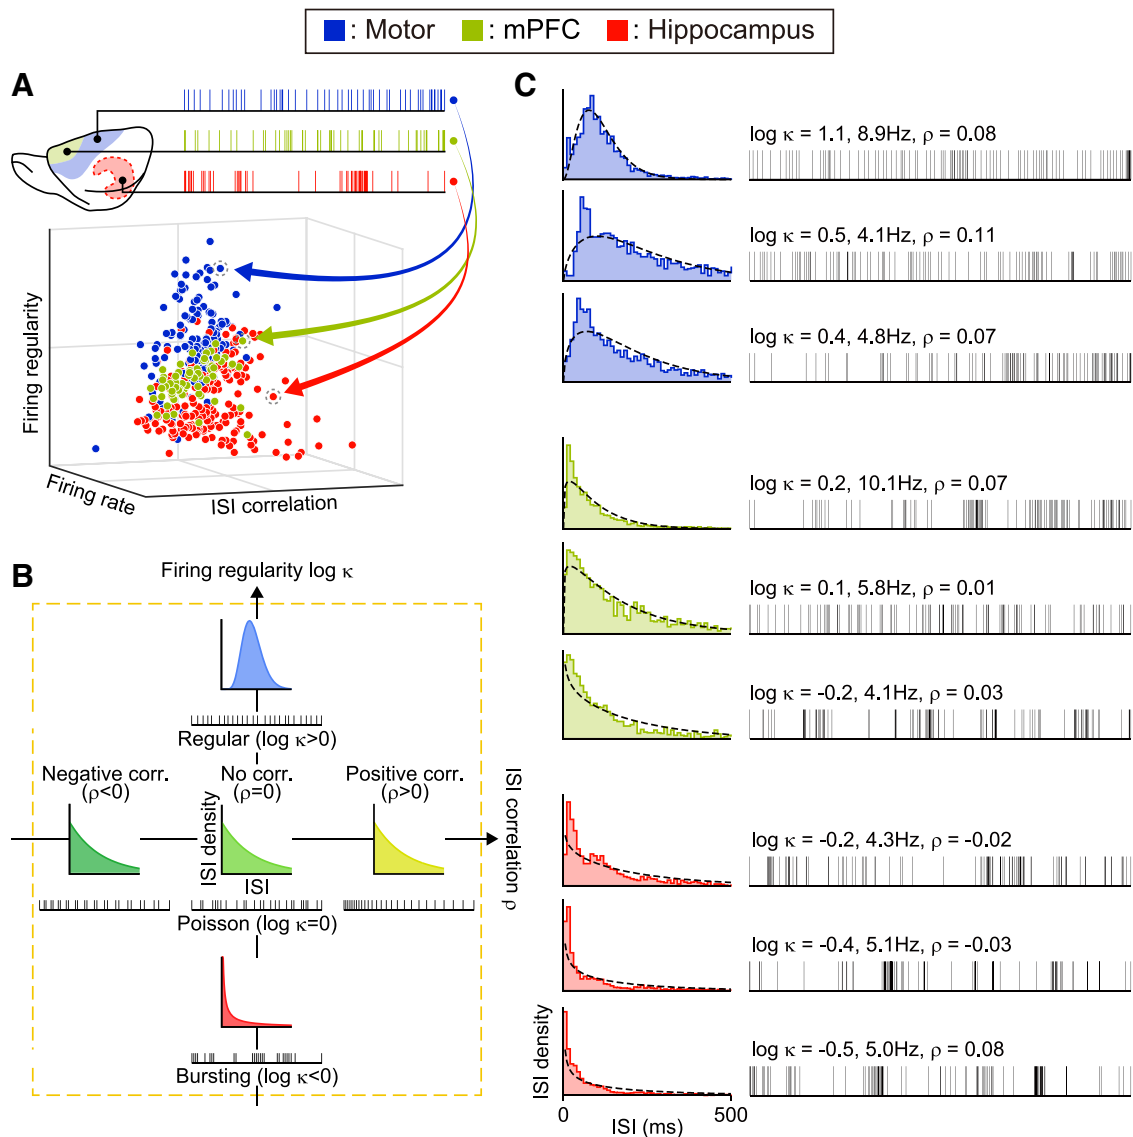 : Motor : mPFC : Hippocampus
A
Firing regularity
Firing rate
ISI correlation
B
Firing regularity log κ
Regular (log κ>0)
Negative corr.
(ρ<0)
No corr.
(ρ=0)
Positive corr.
(ρ>0)
ISI density
ISI
Poisson (log κ=0)
Bursting (log κ<0)
ISI correlation ρ
C
log κ = 1.1, 8.9Hz, ρ = 0.08
log κ = 0.5, 4.1Hz, ρ = 0.11
log κ = 0.4, 4.8Hz, ρ = 0.07
log κ = 0.2, 10.1Hz, ρ = 0.07
log κ = 0.1, 5.8Hz, ρ = 0.01
log κ = -0.2, 4.1Hz, ρ = 0.03
log κ = -0.2, 4.3Hz, ρ = -0.02
log κ = -0.4, 5.1Hz, ρ = -0.03
log κ = -0.5, 5.0Hz, ρ = 0.08
ISI density
0 500
ISI (ms)